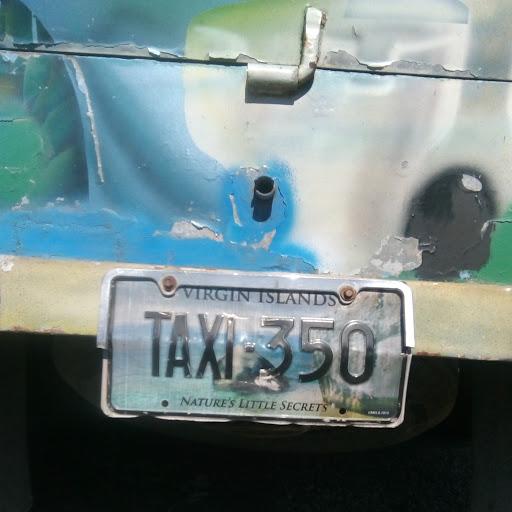 VIRGIN ISLANDS
TAXI-350
NATURE'S LITTLE SECRETS